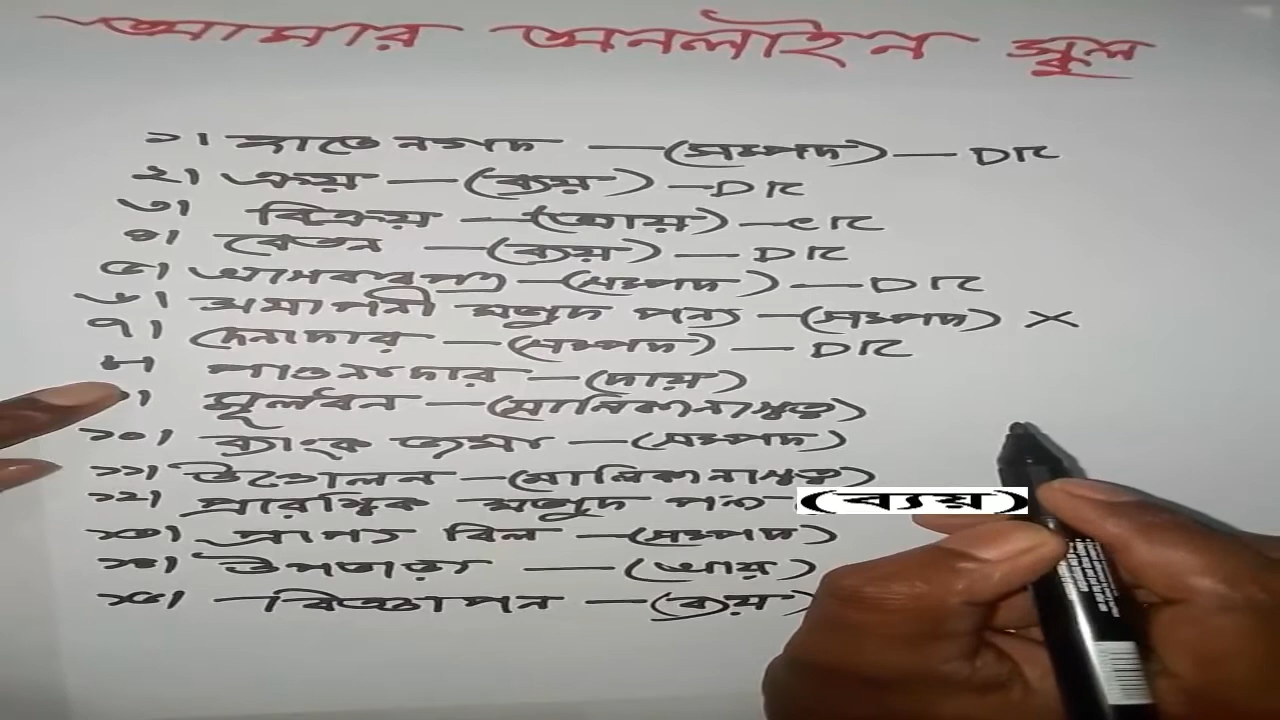 আমার অনলাইন স্কুল
১। হাতে নগদ — (সম্পদ) — DR
২। ক্রয় — (ব্যয়) — DR
৩। বিক্রয় — (আয়) — CR
৪। বেতন — (ব্যয়) — DR
৫। আসবাবপত্র — (সম্পদ) — DR
৬। সমাপনী মজুদ পন্য — (সম্পদ) ×
৭। দেনাদার — (সম্পদ) — DR
৮। পাওনাদার — (দায়)
৯। মূলধন — (মালিকানাস্বত্ব)
১০। ব্যাংক জমা — (সম্পদ)
১১। উত্তোলন — (মালিকানাস্বত্ব)
১২। প্রারম্ভিক মজুদ পন্য (ব্যয়)
১৩। প্রাপ্য বিল — (সম্পদ)
১৪। উপভাড়া — (আয়)
১৫। বিজ্ঞাপন — (ব্যয়)